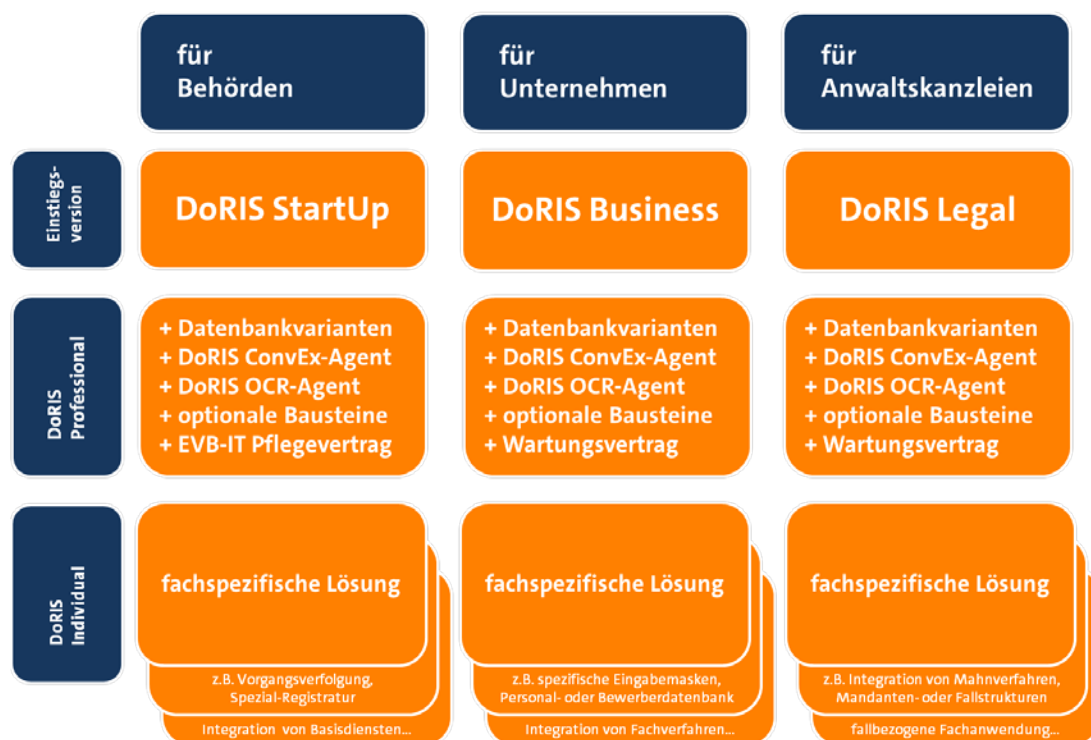 für
Behörden
für
Unternehmen
für
Anwaltskanzleien
Einstiegs-
version
DoRIS StartUp
DoRIS Business
DoRIS Legal
DoRIS
Professional
+ Datenbankvarianten
+ DoRIS ConvEx-Agent
+ DoRIS OCR-Agent
+ optionale Bausteine
+ EVB-IT Pflegevertrag
+ Datenbankvarianten
+ DoRIS ConvEx-Agent
+ DoRIS OCR-Agent
+ optionale Bausteine
+ Wartungsvertrag
+ Datenbankvarianten
+ DoRIS ConvEx-Agent
+ DoRIS OCR-Agent
+ optionale Bausteine
+ Wartungsvertrag
DoRIS
Individual
fachspezifische Lösung
z.B. Vorgangsverfolgung,
Spezial-Registratur
Integration von Basisdiensten...
fachspezifische Lösung
z.B. spezifische Eingabemasken,
Personal- oder Bewerberdatenbank
Integration von Fachverfahren...
fachspezifische Lösung
z.B. Integration von Mahnverfahren,
Mandanten- oder Fallstrukturen
fallbezogene Fachanwendung...